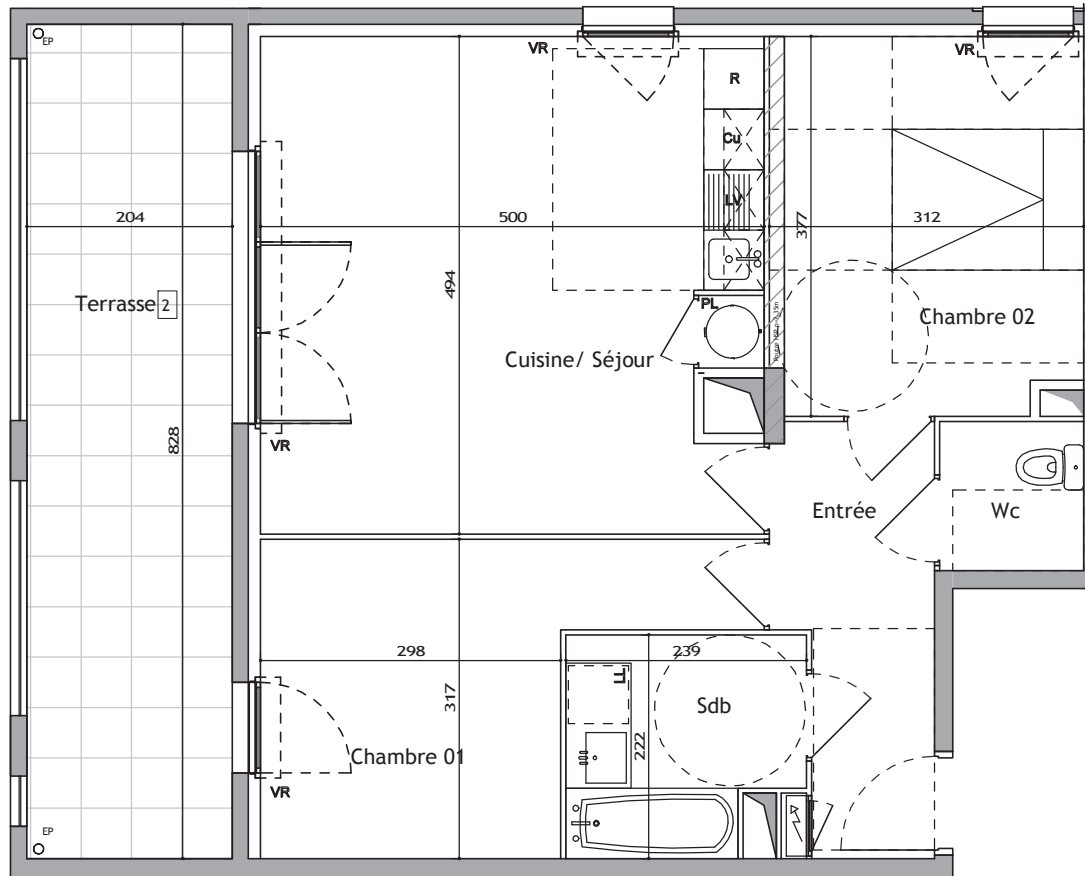 EP
VR
VR
R
Cu
LV
204
500
377
312
494
Terrasse 2
PL
Cuisine/ Séjour
Chambre 02
828
VR
Entrée
Wc
298
239
317
LL
Sdb
222
Chambre 01
VR
EP